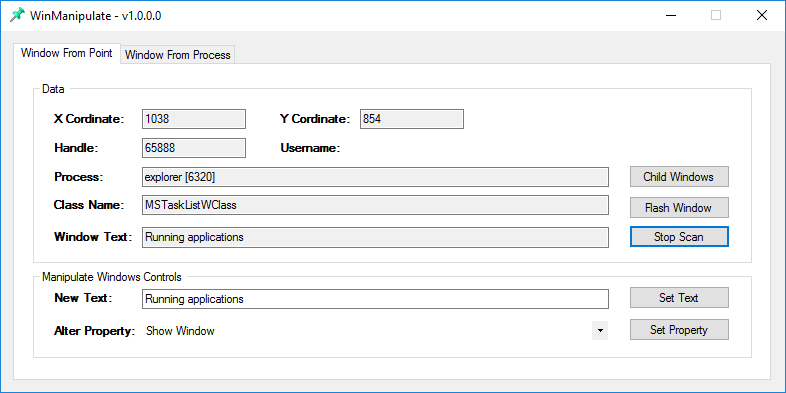 WinManipulate - v1.0.0.0
Window From Point Window From Process
Data
X Cordinate: 1038 Y Cordinate: 854
Handle: 65888 Username:
Process: explorer [6320] Child Windows
Class Name: MSTaskListWClass Flash Window
Window Text: Running applications Stop Scan
Manipulate Windows Controls
New Text: Running applications Set Text
Alter Property: Show Window Set Property